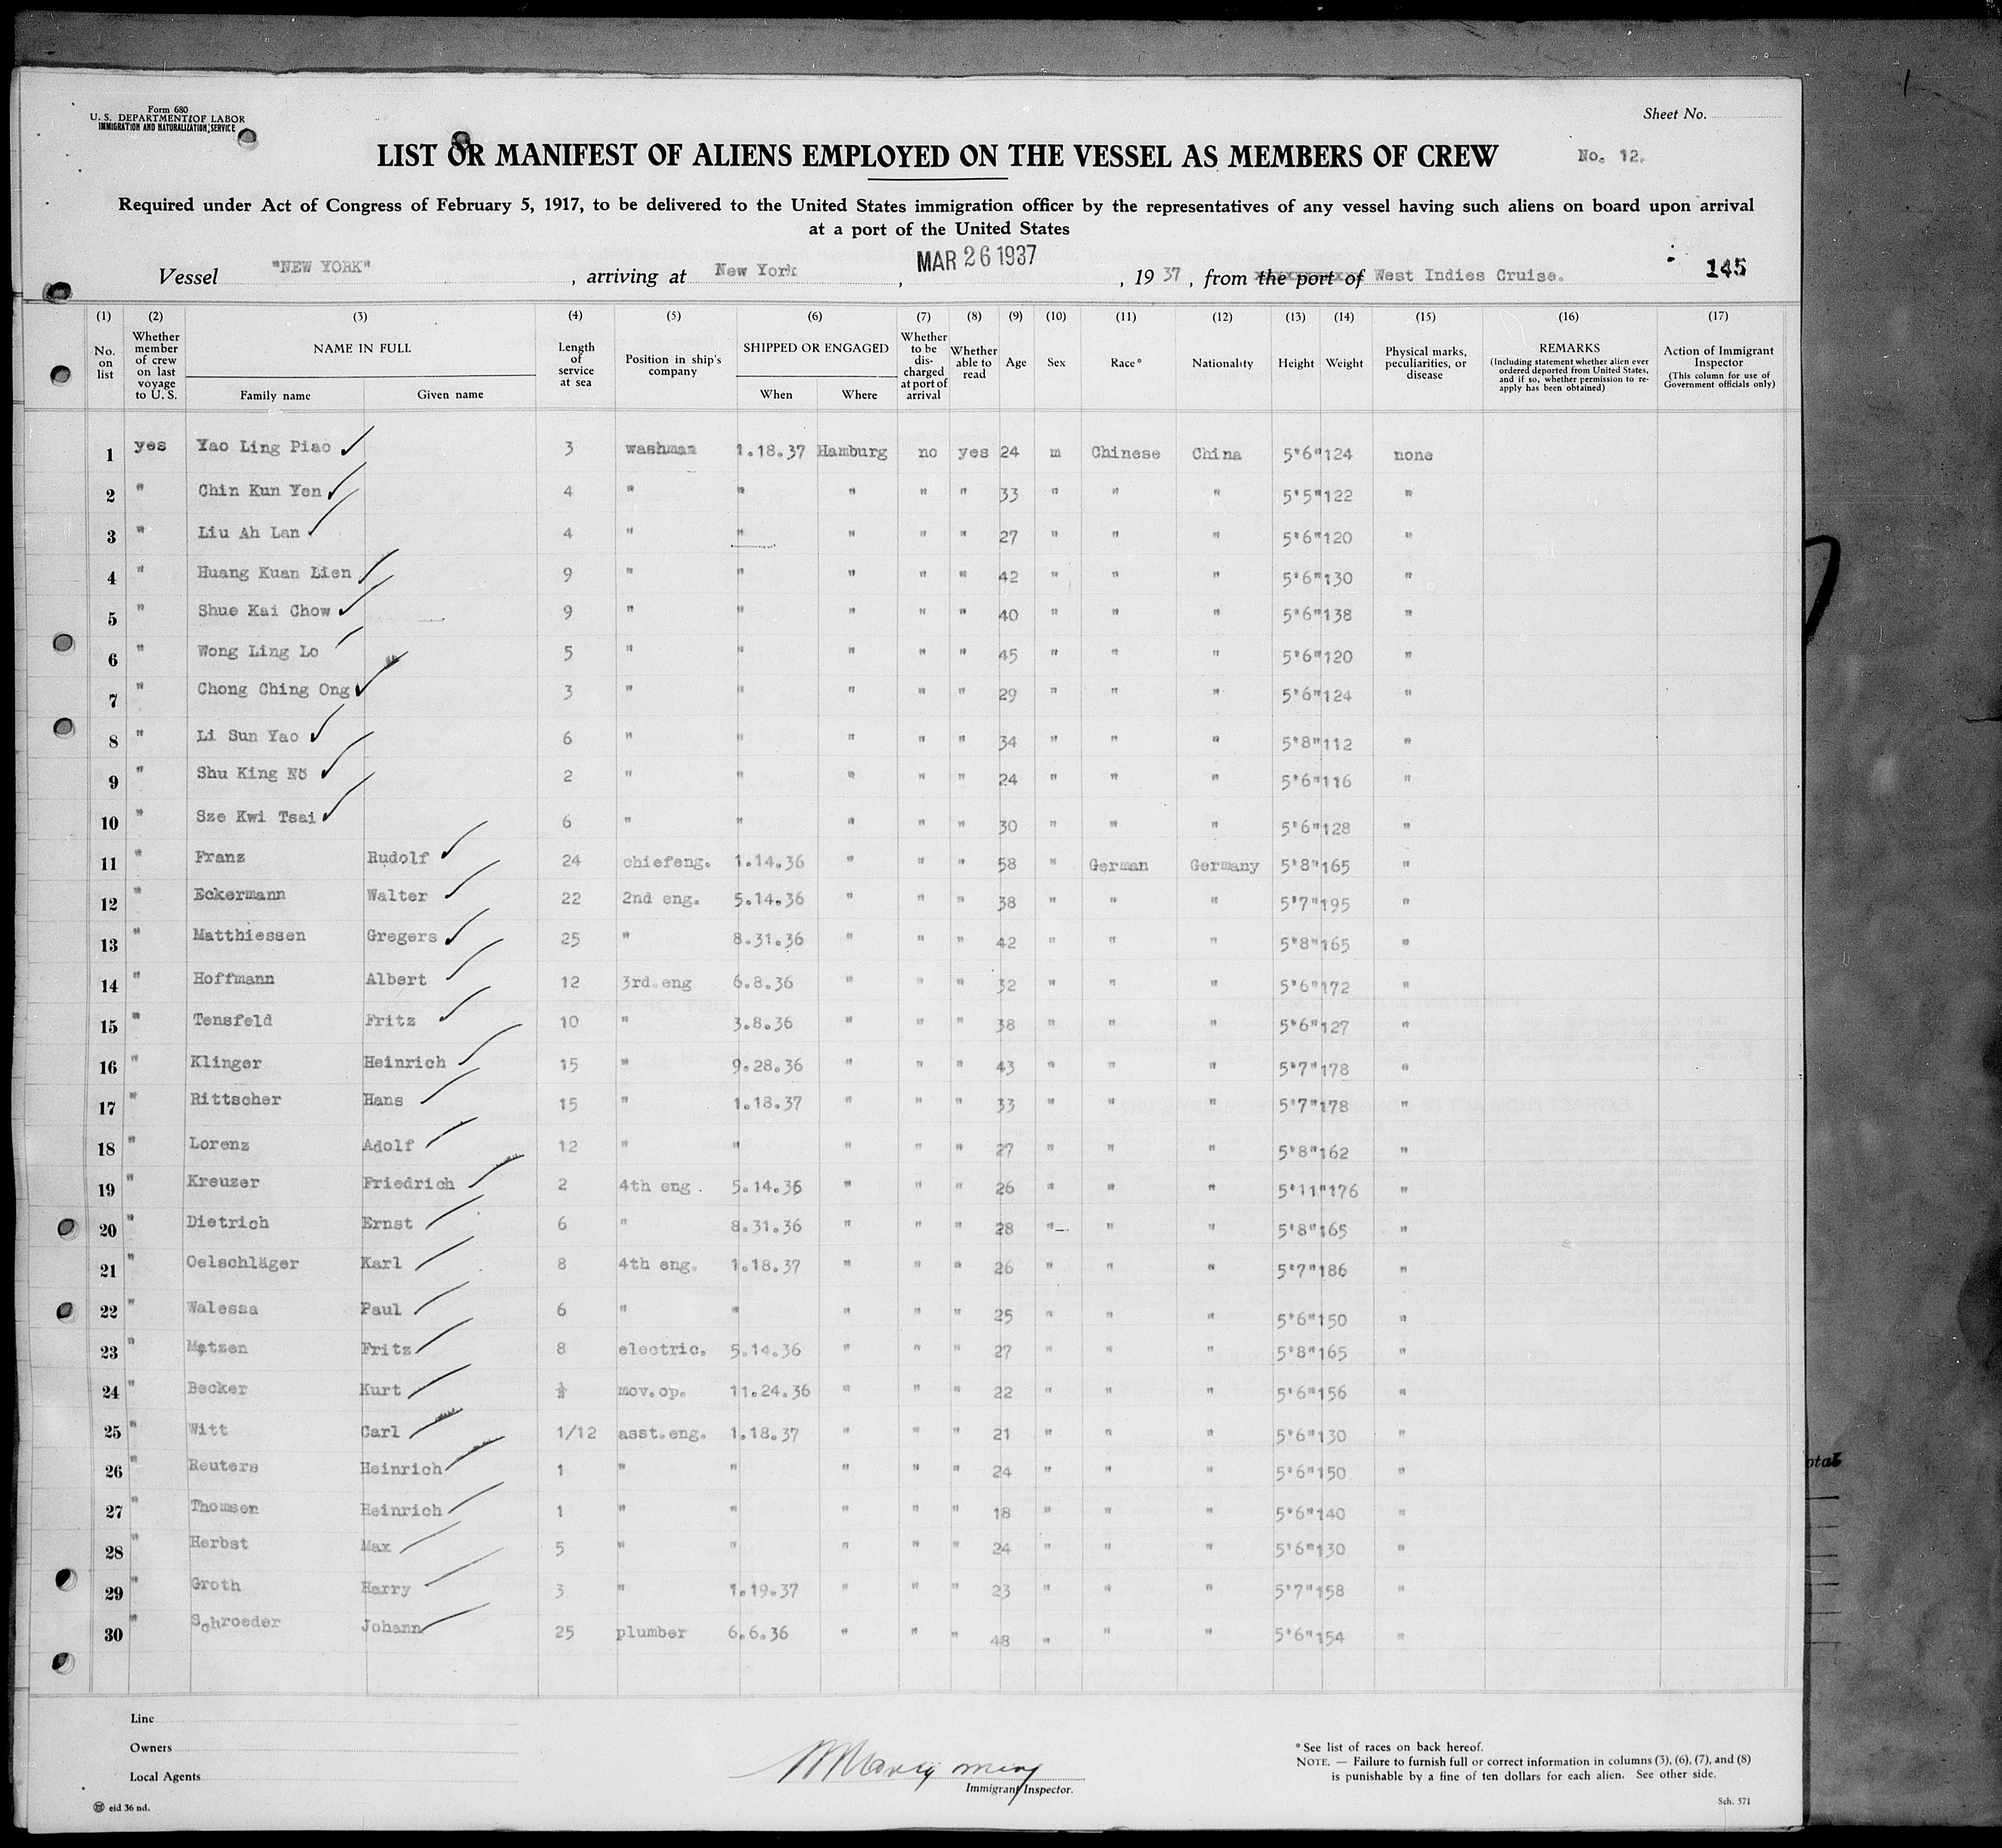 Form 680
U. S. DEPARTMENT OF LABOR
IMMIGRATION AND NATURALIZATION SERVICE
Sheet No.
LIST OR MANIFEST OF ALIENS EMPLOYED ON THE VESSEL AS MEMBERS OF CREW No. 12.
Required under Act of Congress of February 5, 1917, to be delivered to the United States immigration officer by the representatives of any vessel having such aliens on board upon arrival
at a port of the United States
Vessel "NEW YORK" , arriving at New York , MAR 26 1937 , 19 37 , from the port of West Indies Cruise. 145
(1) (2) (3) (4) (5) (6) (7) (8) (9) (10) (11) (12) (13) (14) (15) (16) (17)
No. on list Whether member of crew on last voyage to U. S. NAME IN FULL Family name Given name Length of service at sea Position in ship's company SHIPPED OR ENGAGED When Where Whether to be discharged at port of arrival Whether able to read Age Sex Race* Nationality Height Weight Physical marks, peculiarities, or disease REMARKS (Including statement whether alien ever ordered deported from United States, and if so, whether permission to reapply has been obtained) Action of Immigrant Inspector (This column for use of Government officials only)
1 yes Yao Ling Piao 3 washman 1.18.37 Hamburg no yes 24 m Chinese China 5'6" 124 none
2 " Chin Kun Yen 4 " " " " " 33 " " " 5'5" 122 "
3 " Liu Ah Lan 4 " " " " " 27 " " " 5'6" 120 "
4 " Huang Kuan Lien 9 " " " " " 42 " " " 5'6" 130 "
5 " Shue Kai Chow 9 " " " " " 40 " " " 5'6" 138 "
6 " Wong Ling Lo 5 " " " " " 45 " " " 5'6" 120 "
7 " Chong Ching Ong 3 " " " " " 29 " " " 5'6" 124 "
8 " Li Sun Yao 6 " " " " " 34 " " " 5'8" 112 "
9 " Shu King Nö 2 " " " " " 24 " " " 5'6" 116 "
10 " Sze Kwi Tsai 6 " " " " " 30 " " " 5'6" 128 "
11 " Franz Rudolf 24 chiefeng. 1.14.36 " " " 58 " German Germany 5'8" 165 "
12 " Eckermann Walter 22 2nd eng. 5.14.36 " " " 38 " " " 5'7" 195 "
13 " Matthiessen Gregers 25 " 8.31.36 " " " 42 " " " 5'8" 165 "
14 " Hoffmann Albert 12 3rd.eng 6.8.36 " " " 32 " " " 5'6" 172 "
15 " Tensfeld Fritz 10 " 3.8.36 " " " 38 " " " 5'6" 127 "
16 " Klinger Heinrich 15 " 9.28.36 " " " 43 " " " 5'7" 178 "
17 " Rittscher Hans 15 " 1.18.37 " " " 33 " " " 5'7" 178 "
18 " Lorenz Adolf 12 " " " " " 27 " " " 5'8" 162 "
19 " Kreuzer Friedrich 2 4th eng. 5.14.36 " " " 26 " " " 5'11" 176 "
20 " Dietrich Ernst 6 " 8.31.36 " " " 28 " " " 5'8" 165 "
21 " Oelschläger Karl 8 4th eng. 1.18.37 " " " 26 " " " 5'7" 186 "
22 " Walessa Paul 6 " " " " " 25 " " " 5'6" 150 "
23 " Matzen Fritz 8 electric. 5.14.36 " " " 27 " " " 5'8" 165 "
24 " Becker Kurt mov.op. 11.24.36 " " " 22 " " " 5'6" 156 "
25 " Witt Carl 1/12 asst.eng. 1.18.37 " " " 21 " " " 5'6" 130 "
26 " Reuters Heinrich 1 " " " " " 24 " " " 5'6" 150 "
27 " Thomsen Heinrich 1 " " " " " 18 " " " 5'6" 140 "
28 " Herbst Max 5 " " " " " 24 " " " 5'6" 130 "
29 " Groth Harry 3 " 1.19.37 " " " 23 " " " 5'7" 158 "
30 " Schroeder Johann 25 plumber 6.6.36 " " " 48 " " " 5'6" 154 "
Line
Owners
Local Agents
Immigrant Inspector.
*See list of races on back hereof.
NOTE. — Failure to furnish full or correct information in columns (3), (6), (7), and (8)
is punishable by a fine of ten dollars for each alien. See other side.
eid 36 nd.
Sch. 571